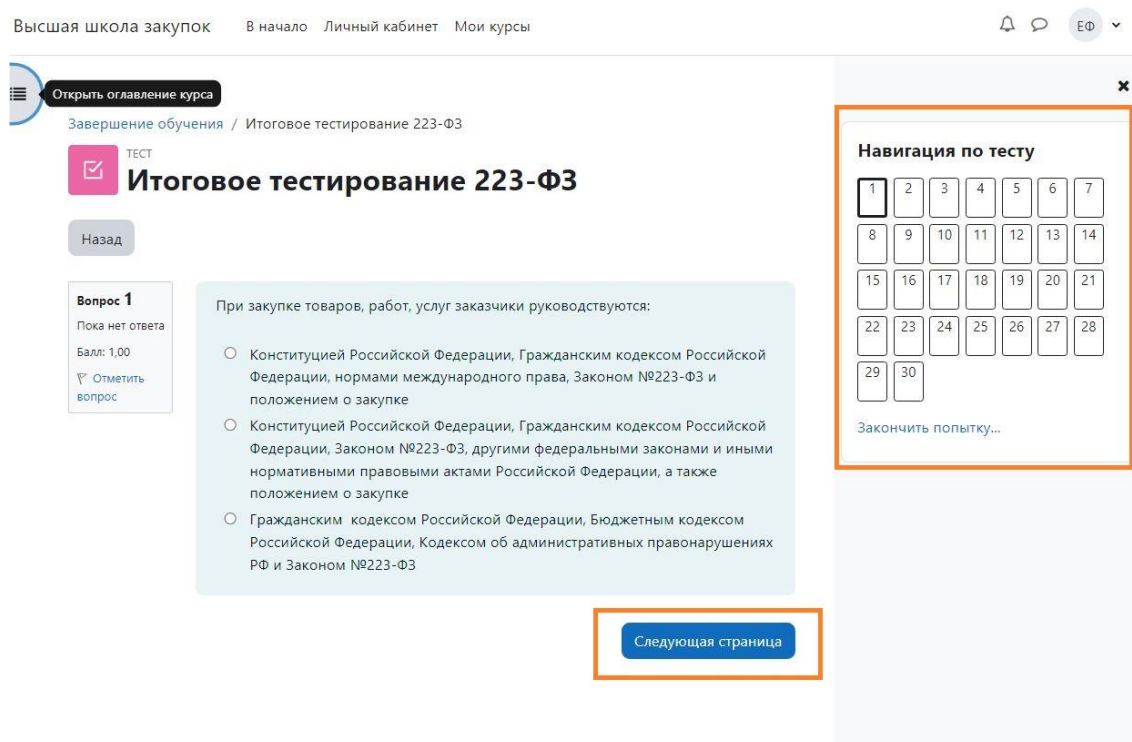 Высшая школа закупок В начало Личный кабинет Мои курсы ЕФ
Открыть оглавление курса
Завершение обучения / Итоговое тестирование 223-ФЗ
ТЕСТ
Итоговое тестирование 223-ФЗ
Назад
Вопрос 1
Пока нет ответа
Балл: 1,00
Отметить
вопрос
При закупке товаров, работ, услуг заказчики руководствуются:
Конституцией Российской Федерации, Гражданским кодексом Российской
Федерации, нормами международного права, Законом №223-ФЗ и
положением о закупке
Конституцией Российской Федерации, Гражданским кодексом Российской
Федерации, Законом №223-ФЗ, другими федеральными законами и иными
нормативными правовыми актами Российской Федерации, а также
положением о закупке
Гражданским  кодексом Российской Федерации, Бюджетным кодексом
Российской Федерации, Кодексом об административных правонарушениях
РФ и Законом №223-ФЗ
Следующая страница
Навигация по тесту
1 2 3 4 5 6 7
8 9 10 11 12 13 14
15 16 17 18 19 20 21
22 23 24 25 26 27 28
29 30
Закончить попытку...